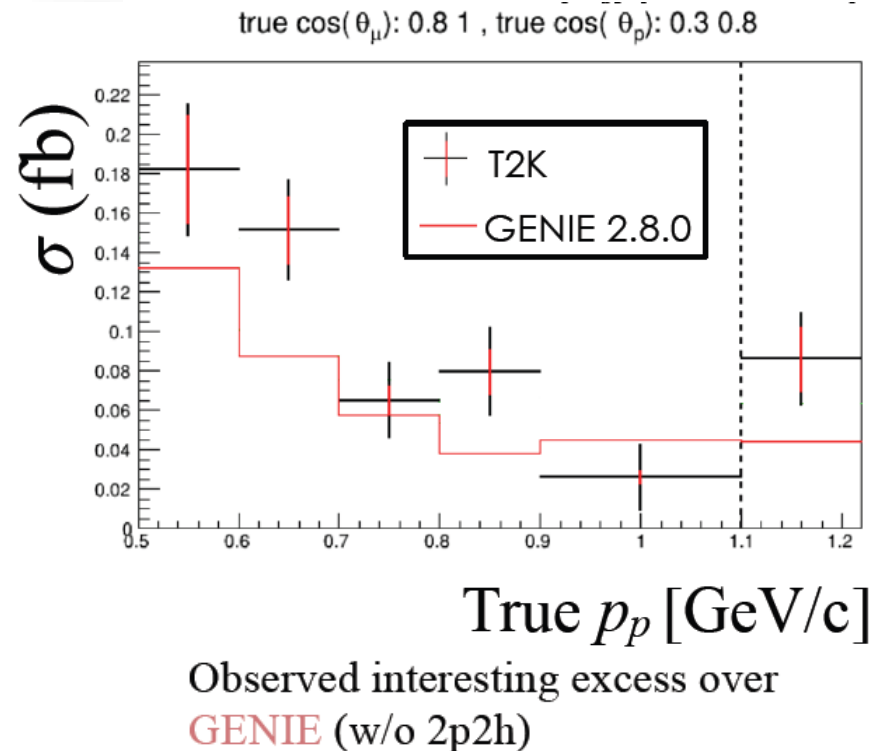 true cos( θμ): 0.8 1 , true cos( θp): 0.3 0.8
σ (fb)
0.22
0.2
0.18
0.16
0.14
0.12
0.1
0.08
0.06
0.04
0.02
0
T2K
GENIE 2.8.0
0.5 0.6 0.7 0.8 0.9 1 1.1 1.2
True pp [GeV/c]
Observed interesting excess over
GENIE (w/o 2p2h)